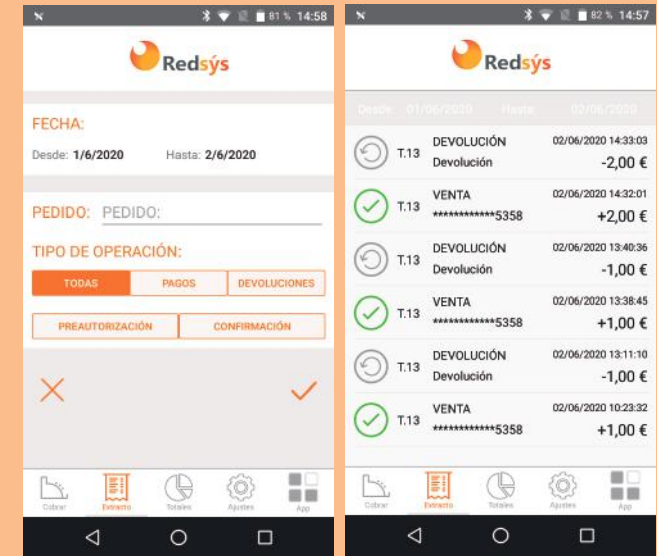 81 % 14:58
Redsýs
FECHA:
Desde: 1/6/2020 Hasta: 2/6/2020
PEDIDO: PEDIDO:
TIPO DE OPERACIÓN:
TODAS PAGOS DEVOLUCIONES
PREAUTORIZACIÓN CONFIRMACIÓN
Cobrar Extracto Totales Ajustes App
82 % 14:57
Redsýs
Desde: 01/06/2020 Hasta: 02/06/2020
DEVOLUCIÓN 02/06/2020 14:33:03
T.13 Devolución -2,00 €
VENTA 02/06/2020 14:32:01
T.13 ************5358 +2,00 €
DEVOLUCIÓN 02/06/2020 13:40:36
T.13 Devolución -1,00 €
VENTA 02/06/2020 13:38:45
T.13 ************5358 +1,00 €
DEVOLUCIÓN 02/06/2020 13:11:10
T.13 Devolución -1,00 €
VENTA 02/06/2020 10:23:32
T.13 ************5358 +1,00 €
Cobrar Extracto Totales Ajustes App